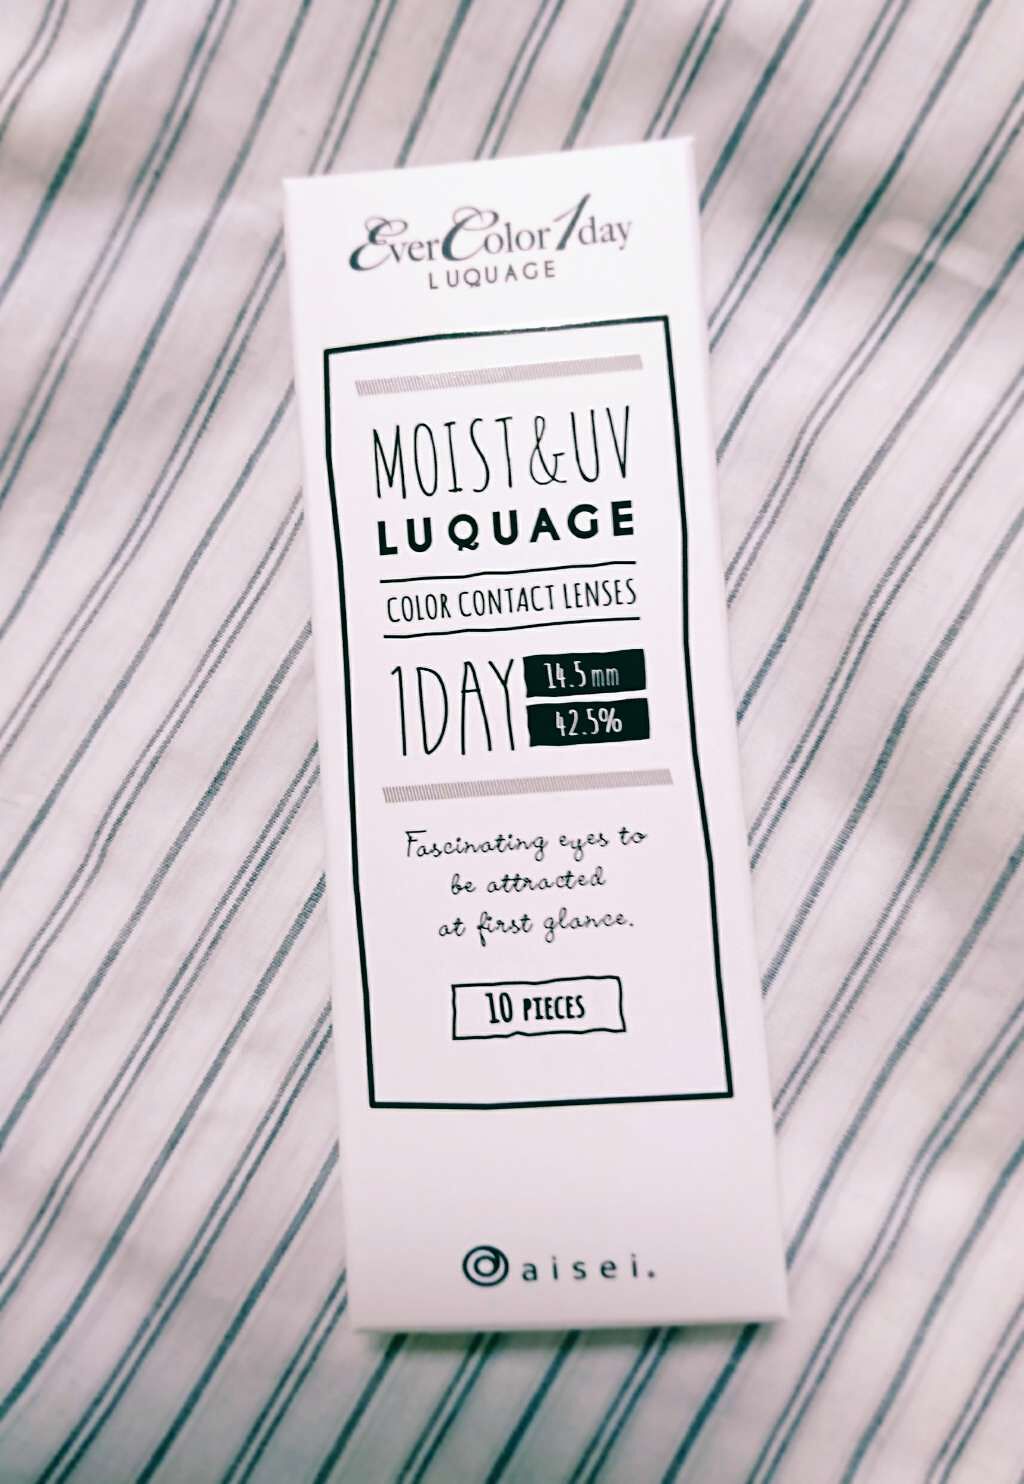 EverColor1day
LUQUAGE
MOIST&UV
LUQUAGE
COLOR CONTACT LENSES
1DAY
14.5mm
42.5%
Fascinating eyes to
be attracted
at first glance.
10 PIECES
aisei.